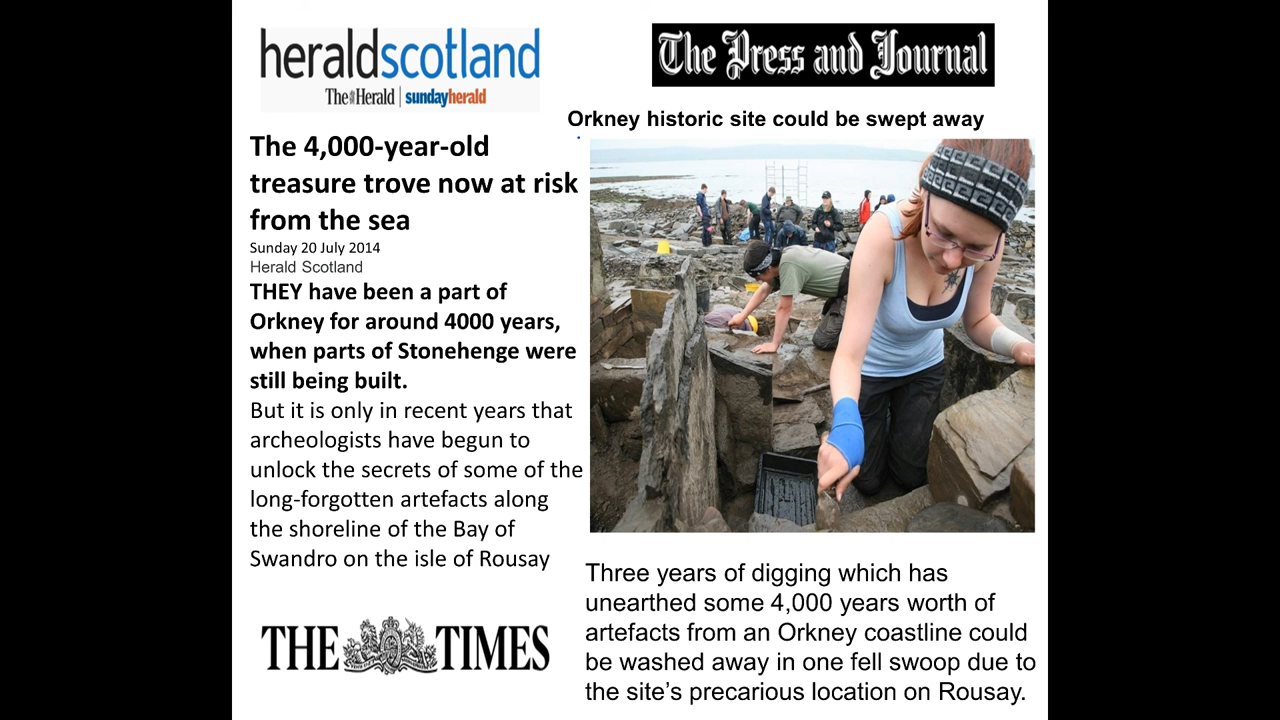 heraldscotland
The Herald | sundayherald
The 4,000-year-old
treasure trove now at risk
from the sea
Sunday 20 July 2014
Herald Scotland
THEY have been a part of
Orkney for around 4000 years,
when parts of Stonehenge were
still being built.
But it is only in recent years that
archeologists have begun to
unlock the secrets of some of the
long-forgotten artefacts along
the shoreline of the Bay of
Swandro on the isle of Rousay
THE TIMES
The Press and Journal
Orkney historic site could be swept away
Three years of digging which has
unearthed some 4,000 years worth of
artefacts from an Orkney coastline could
be washed away in one fell swoop due to
the site’s precarious location on Rousay.